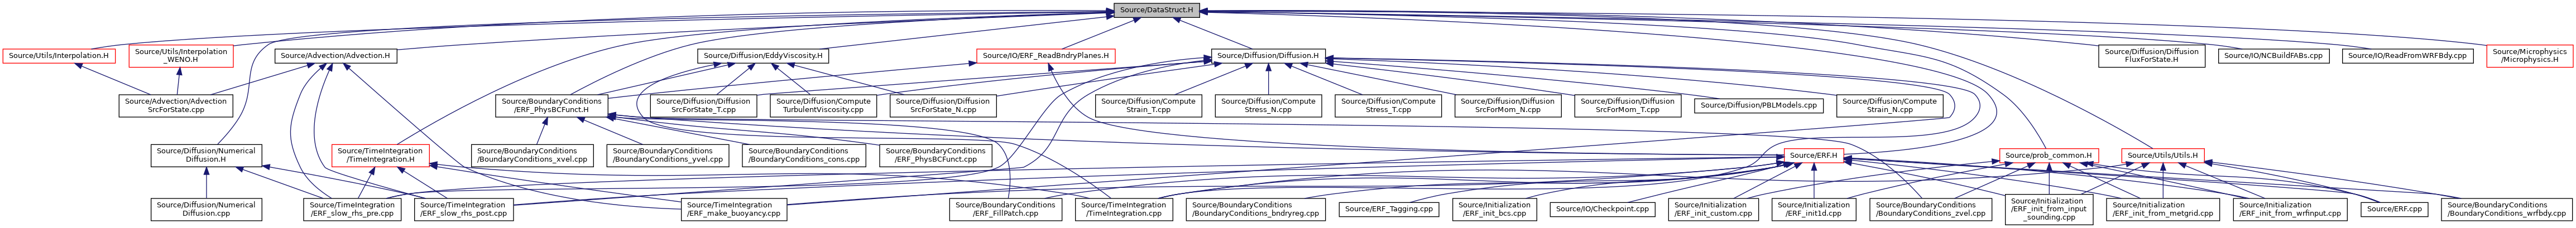 Source/DataStruct.H
Source/Utils/Interpolation.H
Source/Utils/Interpolation
_WENO.H
Source/Advection/Advection.H
Source/Diffusion/EddyViscosity.H
Source/IO/ERF_ReadBndryPlanes.H
Source/Diffusion/Diffusion.H
Source/Diffusion/Diffusion
FluxForState.H
Source/IO/NCBuildFABs.cpp
Source/IO/ReadFromWRFBdy.cpp
Source/Microphysics
/Microphysics.H
Source/Advection/Advection
SrcForState.cpp
Source/BoundaryConditions
/ERF_PhysBCFunct.H
Source/Diffusion/Diffusion
SrcForState_T.cpp
Source/Diffusion/Compute
TurbulentViscosity.cpp
Source/Diffusion/Diffusion
SrcForState_N.cpp
Source/Diffusion/Compute
Strain_T.cpp
Source/Diffusion/Compute
Stress_N.cpp
Source/Diffusion/Compute
Stress_T.cpp
Source/Diffusion/Diffusion
SrcForMom_N.cpp
Source/Diffusion/Diffusion
SrcForMom_T.cpp
Source/Diffusion/PBLModels.cpp
Source/Diffusion/Compute
Strain_N.cpp
Source/Diffusion/Numerical
Diffusion.H
Source/TimeIntegration
/TimeIntegration.H
Source/BoundaryConditions
/BoundaryConditions_xvel.cpp
Source/BoundaryConditions
/BoundaryConditions_yvel.cpp
Source/BoundaryConditions
/BoundaryConditions_cons.cpp
Source/BoundaryConditions
/ERF_PhysBCFunct.cpp
Source/ERF.H
Source/prob_common.H
Source/Utils/Utils.H
Source/Diffusion/Numerical
Diffusion.cpp
Source/TimeIntegration
/ERF_slow_rhs_pre.cpp
Source/TimeIntegration
/ERF_slow_rhs_post.cpp
Source/TimeIntegration
/ERF_make_buoyancy.cpp
Source/BoundaryConditions
/ERF_FillPatch.cpp
Source/TimeIntegration
/TimeIntegration.cpp
Source/BoundaryConditions
/BoundaryConditions_bndryreg.cpp
Source/ERF_Tagging.cpp
Source/Initialization
/ERF_init_bcs.cpp
Source/IO/Checkpoint.cpp
Source/Initialization
/ERF_init_custom.cpp
Source/Initialization
/ERF_init1d.cpp
Source/BoundaryConditions
/BoundaryConditions_zvel.cpp
Source/Initialization
/ERF_init_from_input
_sounding.cpp
Source/Initialization
/ERF_init_from_metgrid.cpp
Source/Initialization
/ERF_init_from_wrfinput.cpp
Source/ERF.cpp
Source/BoundaryConditions
/BoundaryConditions_wrfbdy.cpp